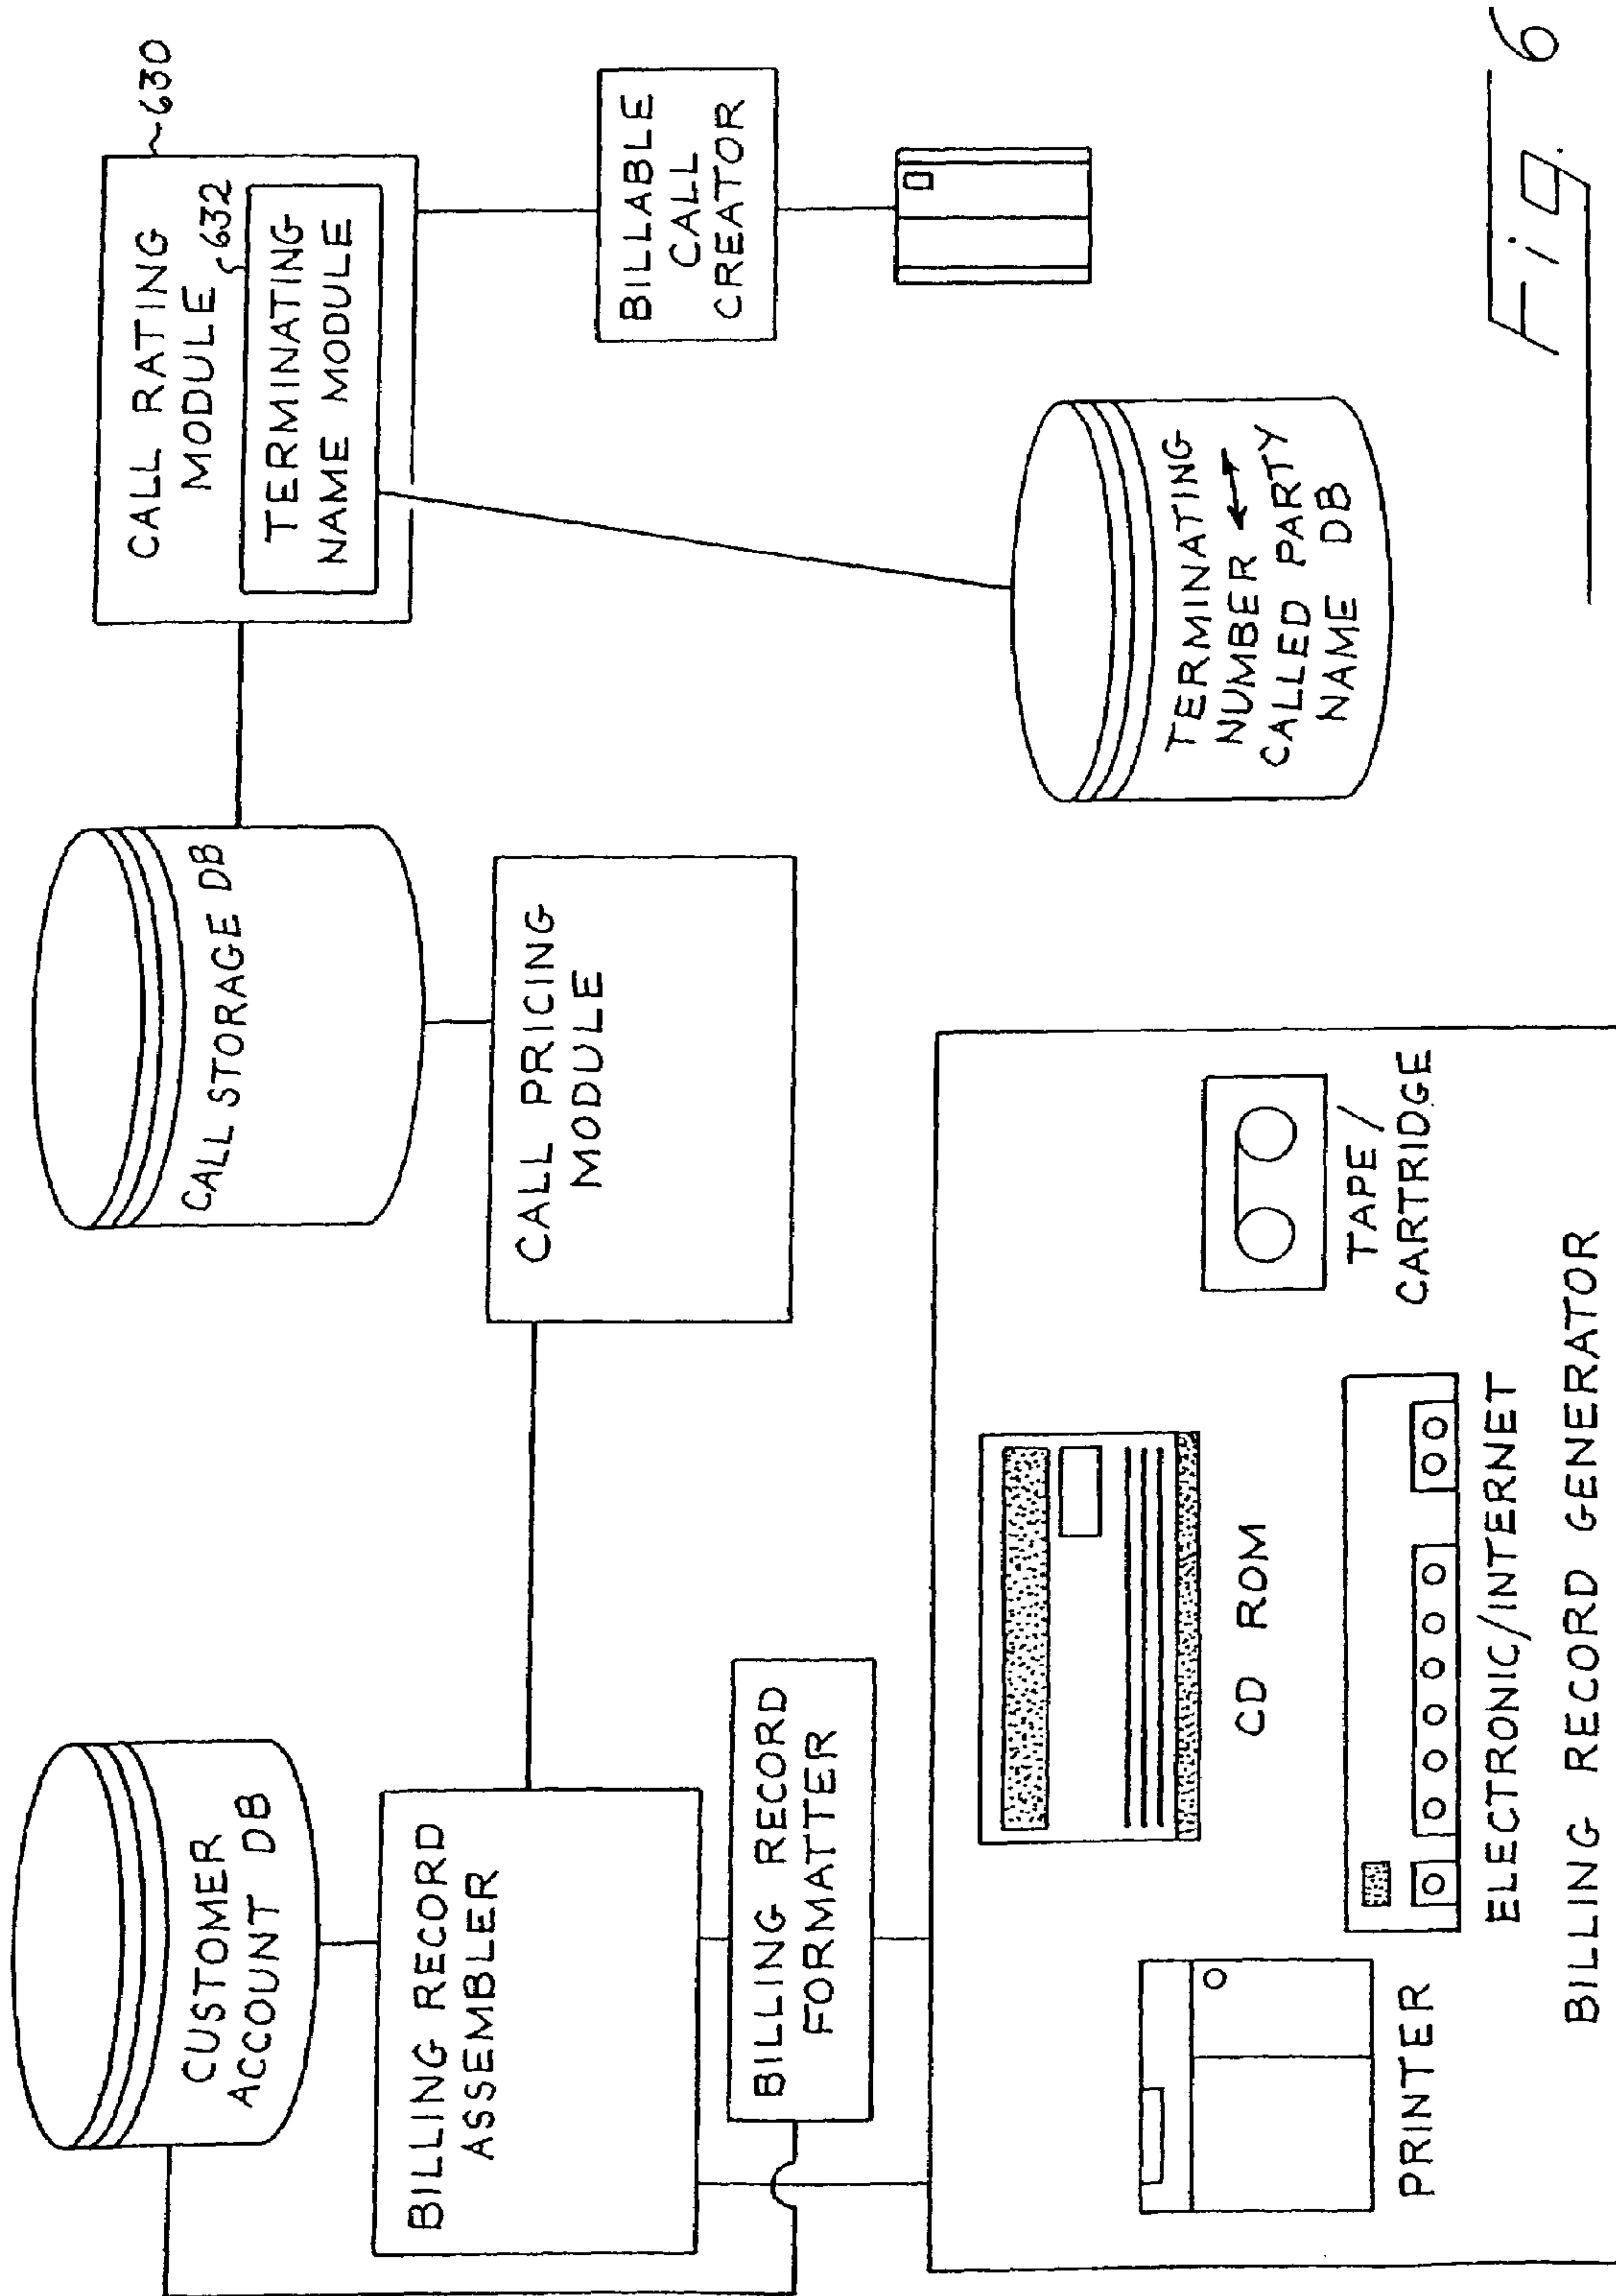 CUSTOMER
ACCOUNT DB
CALL STORAGE DB
CALL RATING
MODULE
630
632
TERMINATING
NAME MODULE
BILLING RECORD
ASSEMBLER
CALL PRICING
MODULE
BILLABLE
CALL
CREATOR
BILLING RECORD
FORMATTER
TERMINATING
NUMBER ↔
CALLED PARTY
NAME DB
PRINTER
CD ROM
TAPE /
CARTRIDGE
ELECTRONIC/INTERNET
BILLING RECORD GENERATOR
Fig. 6